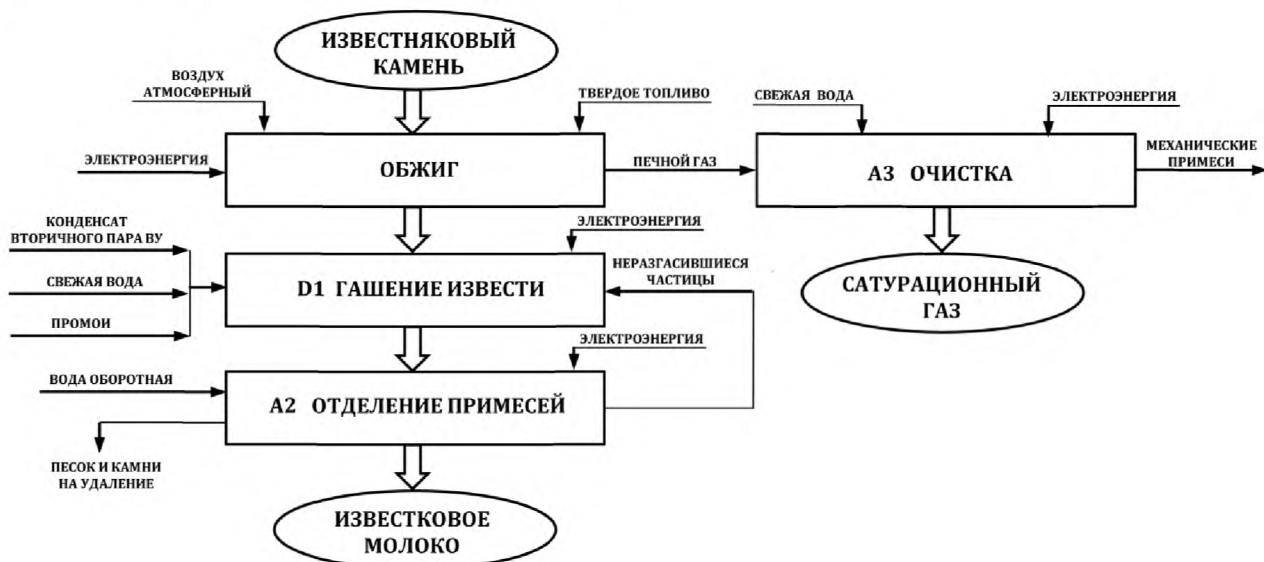 ИЗВЕСТНЯКОВЫЙ
КАМЕНЬ
ВОЗДУХ
АТМОСФЕРНЫЙ
ТВЕРДОЕ ТОПЛИВО
СВЕЖАЯ ВОДА
ЭЛЕКТРОЭНЕРГИЯ
ЭЛЕКТРОЭНЕРГИЯ
ОБЖИГ
ПЕЧНОЙ ГАЗ
А3 ОЧИСТКА
МЕХАНИЧЕСКИЕ
ПРИМЕСИ
КОНДЕНСАТ
ВТОРИЧНОГО ПАРА ВУ
СВЕЖАЯ ВОДА
ПРОМОИ
ЭЛЕКТРОЭНЕРГИЯ
D1 ГАШЕНИЕ ИЗВЕСТИ
НЕРАЗГАСИВШИЕСЯ
ЧАСТИЦЫ
САТУРАЦИОННЫЙ
ГАЗ
ЭЛЕКТРОЭНЕРГИЯ
ВОДА ОБОРОТНАЯ
А2 ОТДЕЛЕНИЕ ПРИМЕСЕЙ
ПЕСОК И КАМНИ
НА УДАЛЕНИЕ
ИЗВЕСТКОВОЕ
МОЛОКО